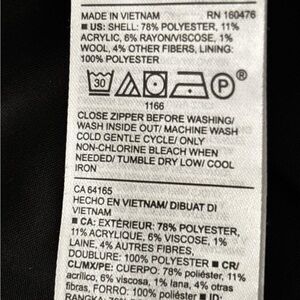 MADE IN VIETNAM RN 160476
■ US: SHELL: 78% POLYESTER, 11%
ACRYLIC, 6% RAYON/VISCOSE, 1%
WOOL, 4% OTHER FIBERS, LINING:
100% POLYESTER
30 P ®
1166
CLOSE ZIPPER BEFORE WASHING/
WASH INSIDE OUT/ MACHINE WASH
COLD GENTLE CYCLE/ ONLY
NON-CHLORINE BLEACH WHEN
NEEDED/ TUMBLE DRY LOW/ COOL
IRON
CA 64165
HECHO EN VIETNAM/ DIBUAT DI
VIETNAM
■ CA: EXTÉRIEUR: 78% POLYESTER,
11% ACRYLIQUE, 6% VISCOSE, 1%
LAINE, 4% AUTRES FIBRES,
DOUBLURE: 100% POLYESTER ■ CR/
CL/MX/PE: CUERPO: 78% poliéster, 11%
acrílico, 6% viscosa, 1% lana, 4% otras
fibras, FORRO: 100% poliéster ■ ID:
RANGKA: 78%